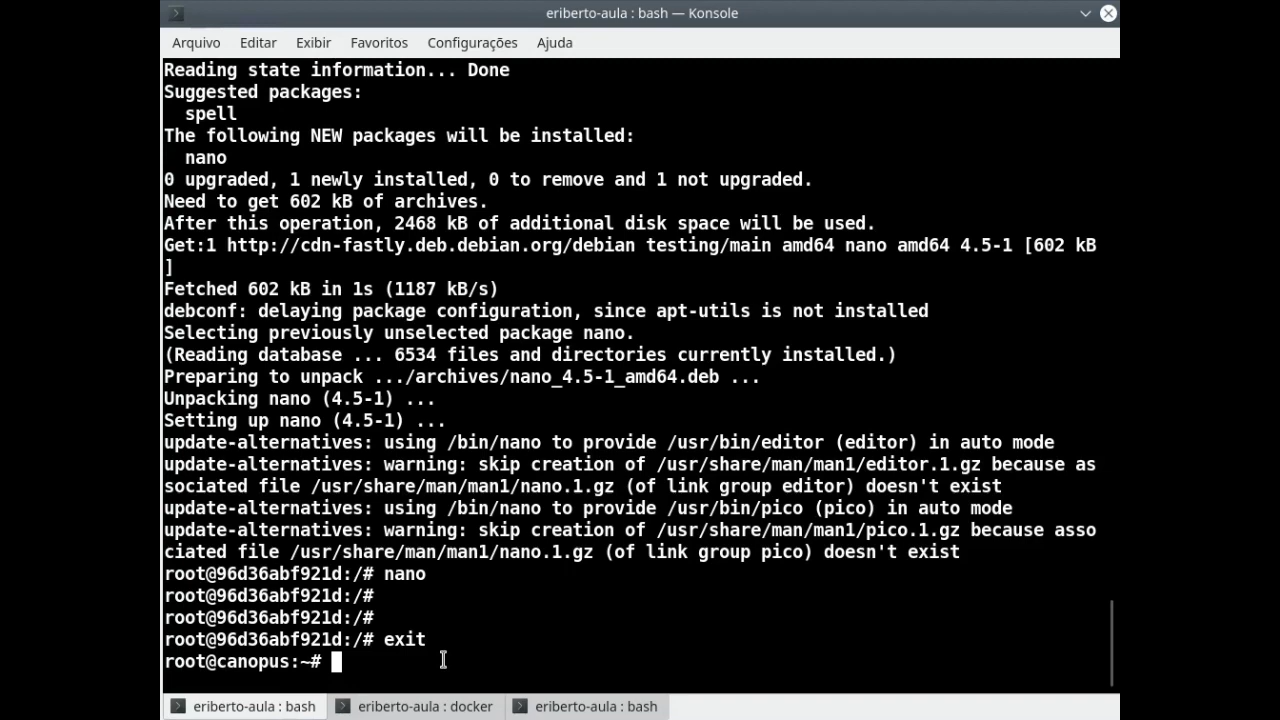 eriberto-aula : bash — Konsole
Arquivo Editar Exibir Favoritos Configurações Ajuda
Reading state information... Done
Suggested packages:
  spell
The following NEW packages will be installed:
  nano
0 upgraded, 1 newly installed, 0 to remove and 1 not upgraded.
Need to get 602 kB of archives.
After this operation, 2468 kB of additional disk space will be used.
Get:1 http://cdn-fastly.deb.debian.org/debian testing/main amd64 nano amd64 4.5-1 [602 kB
]
Fetched 602 kB in 1s (1187 kB/s)
debconf: delaying package configuration, since apt-utils is not installed
Selecting previously unselected package nano.
(Reading database ... 6534 files and directories currently installed.)
Preparing to unpack .../archives/nano_4.5-1_amd64.deb ...
Unpacking nano (4.5-1) ...
Setting up nano (4.5-1) ...
update-alternatives: using /bin/nano to provide /usr/bin/editor (editor) in auto mode
update-alternatives: warning: skip creation of /usr/share/man/man1/editor.1.gz because as
sociated file /usr/share/man/man1/nano.1.gz (of link group editor) doesn't exist
update-alternatives: using /bin/nano to provide /usr/bin/pico (pico) in auto mode
update-alternatives: warning: skip creation of /usr/share/man/man1/pico.1.gz because asso
ciated file /usr/share/man/man1/nano.1.gz (of link group pico) doesn't exist
root@96d36abf921d:/# nano
root@96d36abf921d:/#
root@96d36abf921d:/#
root@96d36abf921d:/# exit
root@canopus:~#
eriberto-aula : bash eriberto-aula : docker eriberto-aula : bash